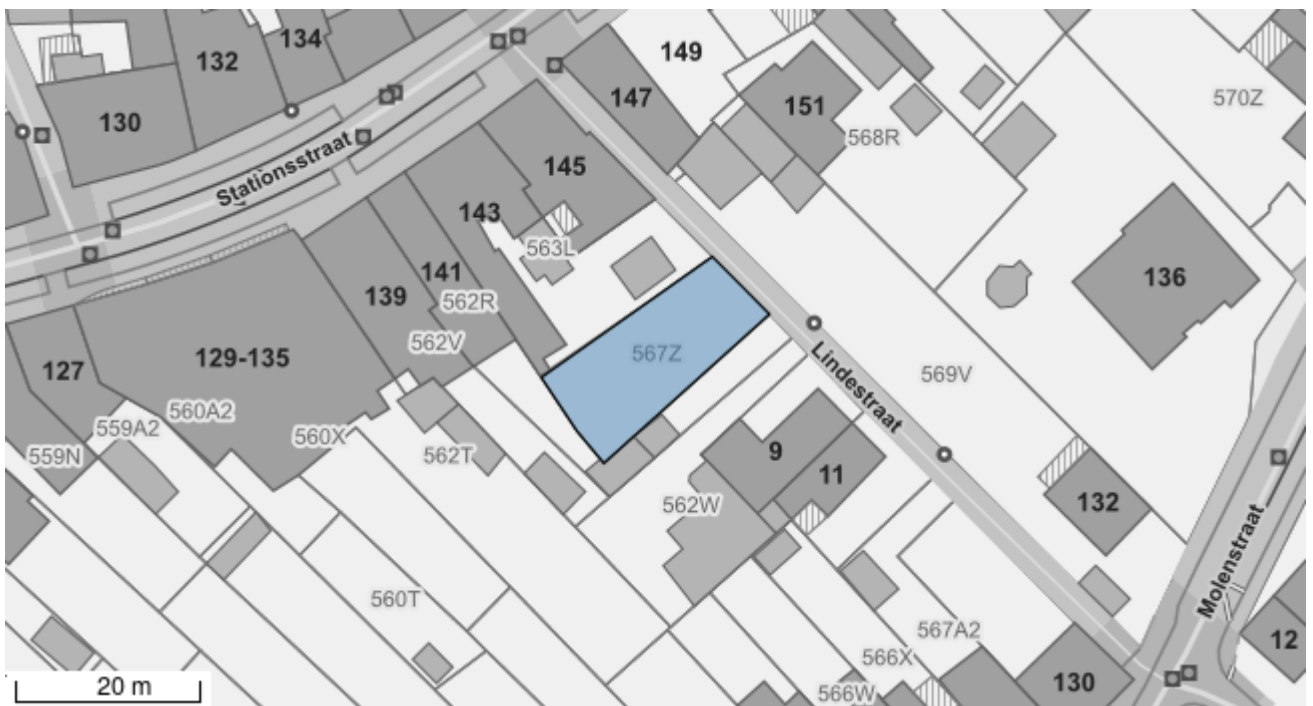 134
132
149
147
130
570Z
151
568R
Stationsstraat
145
143
563L
141
562R
136
139
562V
567Z
129-135
127
Lindestraat
569V
560A2
559A2
560X
559N
562T
9
11
562W
132
Molenstraat
560T
567A2
12
566X
130
566W
20 m